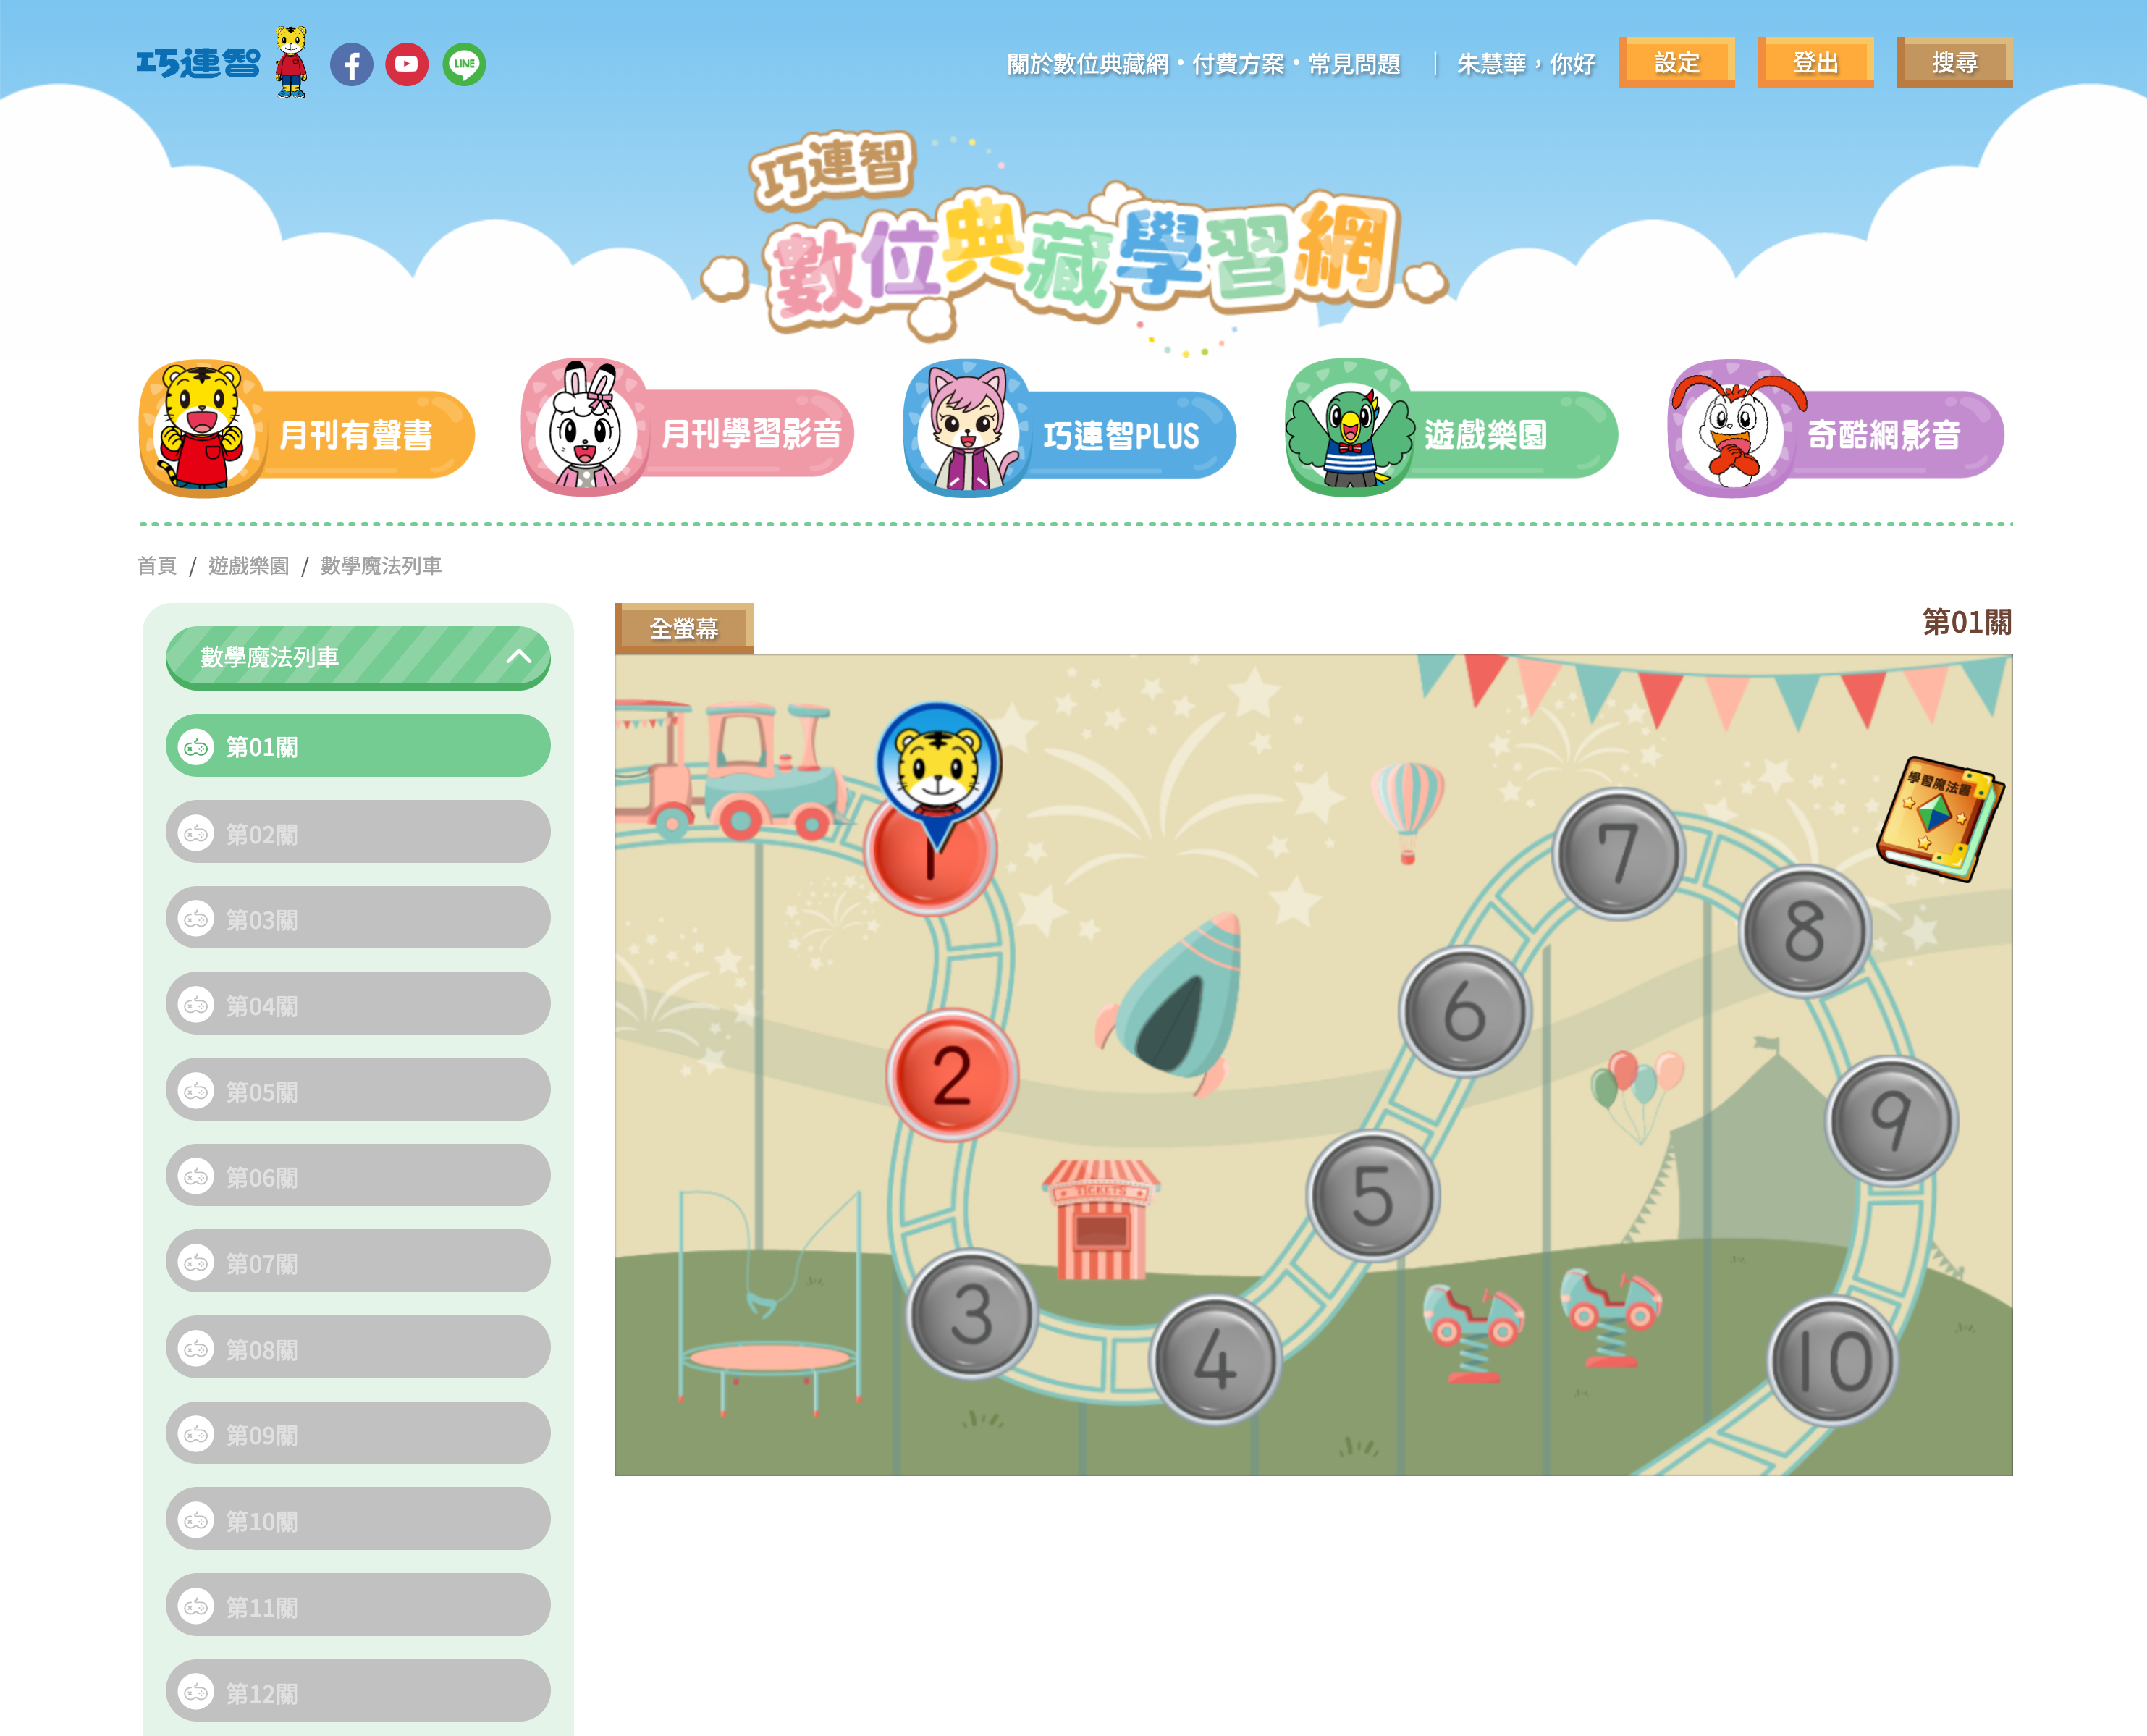 巧連智
LINE
關於數位典藏網・付費方案・常見問題 | 朱慧華,你好
設定
登出
搜尋
巧連智
數位典藏學習網
月刊有聲書
月刊學習影音
巧連智PLUS
遊戲樂園
奇酷網影音
首頁 / 遊戲樂園 / 數學魔法列車
數學魔法列車
第01關
第02關
第03關
第04關
第05關
第06關
第07關
第08關
第09關
第10關
第11關
第12關
全螢幕
第01關
學習魔法書
1
2
3
4
5
6
7
8
9
10
TICKETS